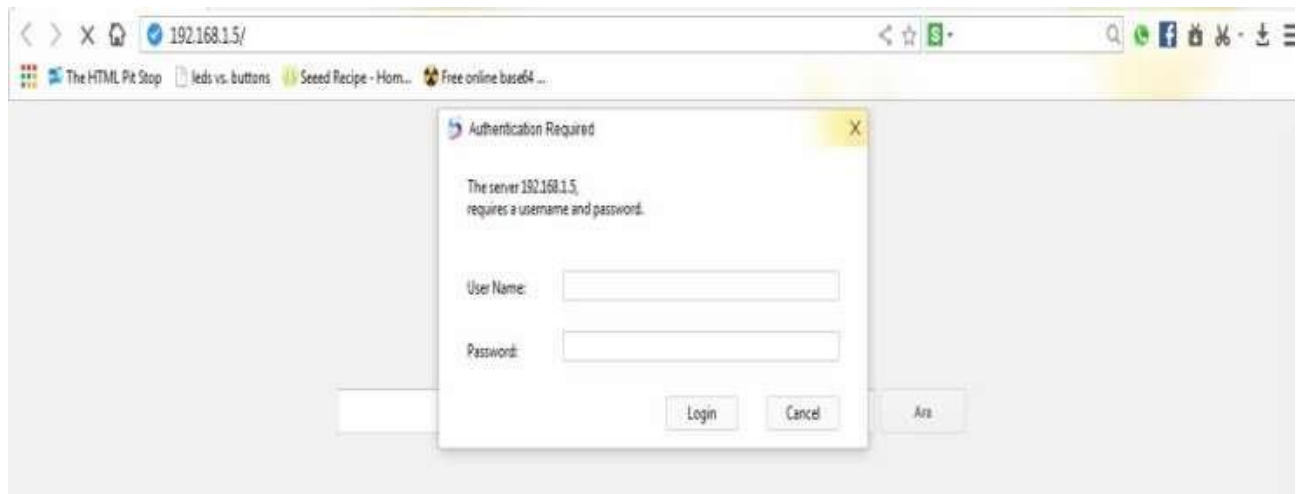 192.168.1.5/
S
f
The HTML Pit Stop leds vs. buttons Seeed Recipe - Hom... Free online base64 ...
Authentication Required X
The server 192.168.1.5,
requires a username and password.
User Name:
Password:
Login Cancel Ara